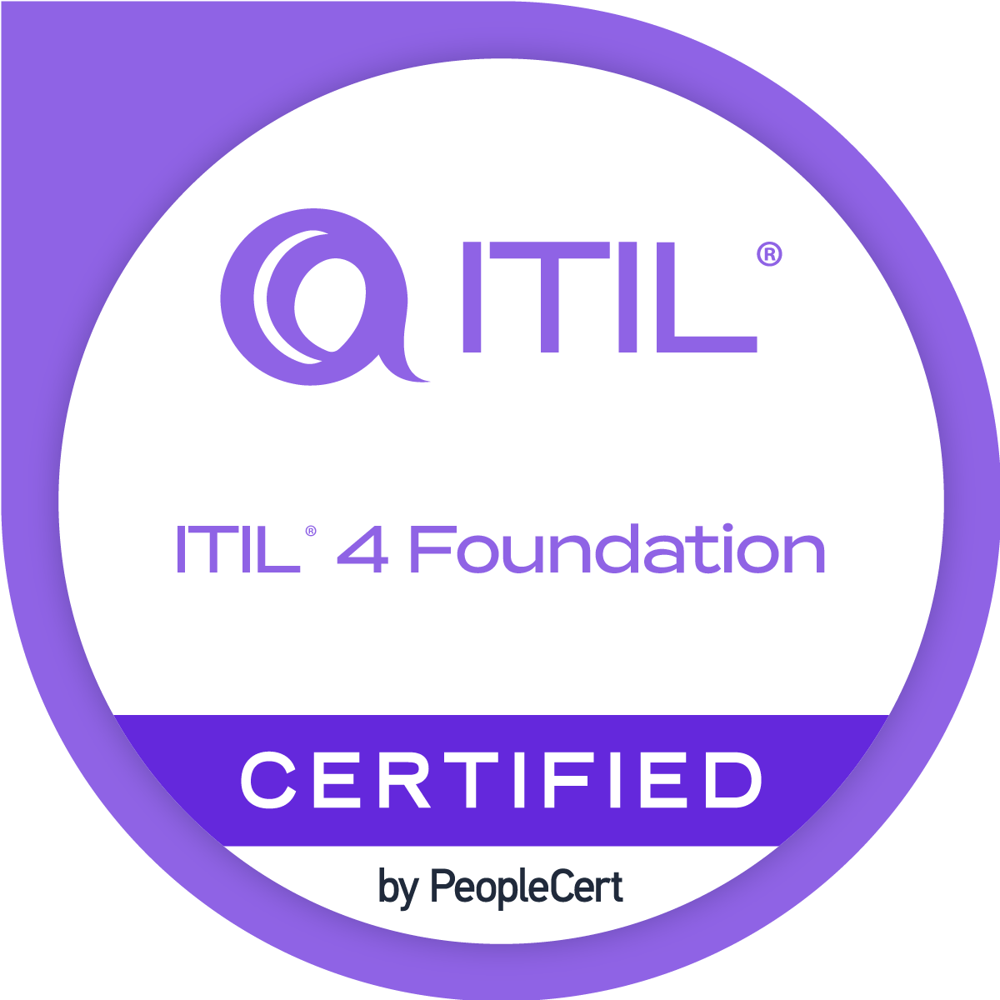 ITIL®
ITIL® 4 Foundation
CERTIFIED
by PeopleCert